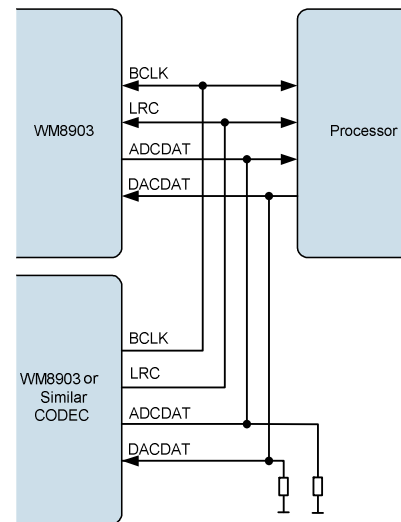 BCLK
LRC
WM8903
Processor
ADCDAT
DACDAT
BCLK
WM8903 or
Similar
CODEC
LRC
ADCDAT
DACDAT